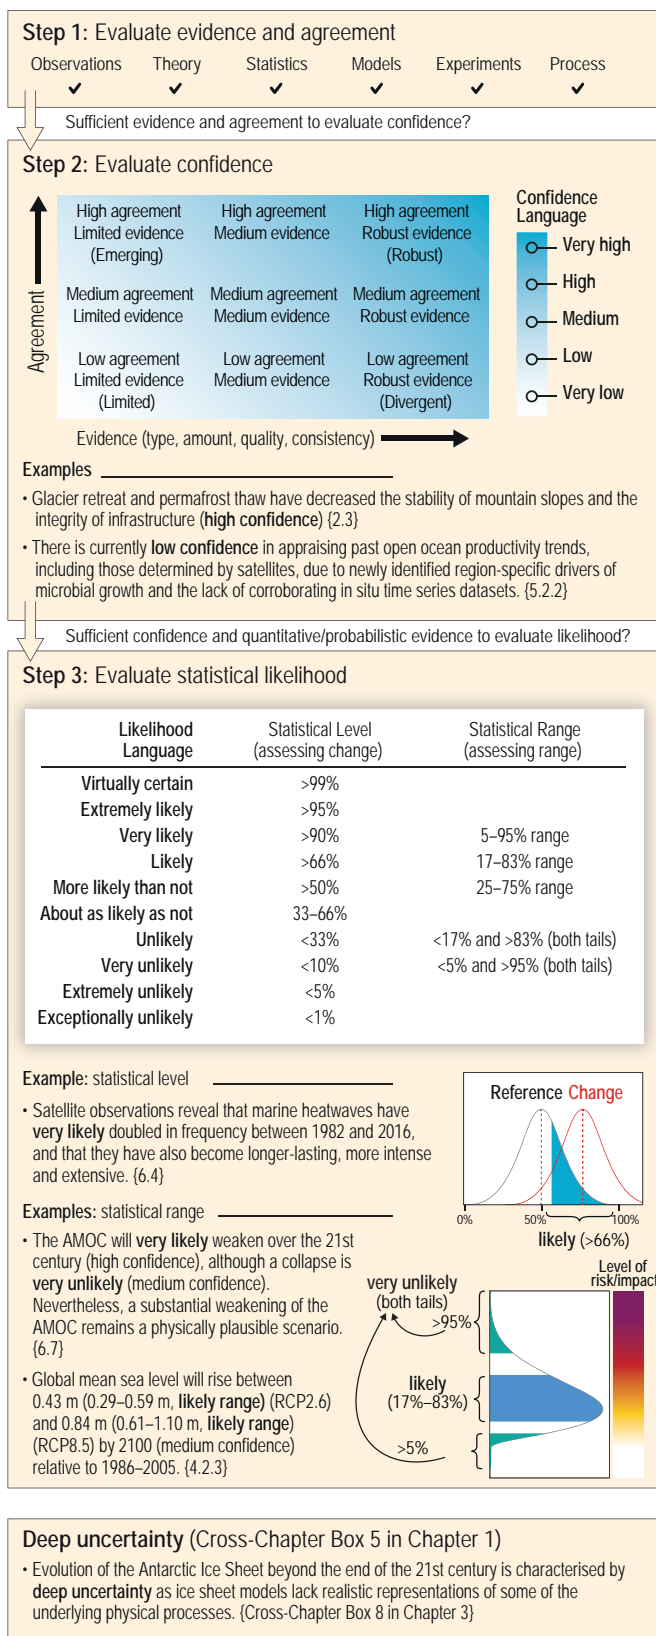 Step 1: Evaluate evidence and agreement
Observations Theory Statistics Models Experiments Process
Sufficient evidence and agreement to evaluate confidence?
Step 2: Evaluate confidence
Agreement
High agreement High agreement High agreement
Limited evidence Medium evidence Robust evidence
(Emerging) (Robust)
Medium agreement Medium agreement Medium agreement
Limited evidence Medium evidence Robust evidence
Low agreement Low agreement Low agreement
Limited evidence Medium evidence Robust evidence
(Limited) (Divergent)
Evidence (type, amount, quality, consistency)
Confidence
Language
Very high
High
Medium
Low
Very low
Examples
• Glacier retreat and permafrost thaw have decreased the stability of mountain slopes and the
integrity of infrastructure (high confidence) {2.3}
• There is currently low confidence in appraising past open ocean productivity trends,
including those determined by satellites, due to newly identified region-specific drivers of
microbial growth and the lack of corroborating in situ time series datasets. {5.2.2}
Sufficient confidence and quantitative/probabilistic evidence to evaluate likelihood?
Step 3: Evaluate statistical likelihood
Likelihood Statistical Level Statistical Range
Language (assessing change) (assessing range)
Virtually certain >99%
Extremely likely >95%
Very likely >90% 5–95% range
Likely >66% 17–83% range
More likely than not >50% 25–75% range
About as likely as not 33–66%
Unlikely <33% <17% and >83% (both tails)
Very unlikely <10% <5% and >95% (both tails)
Extremely unlikely <5%
Exceptionally unlikely <1%
Example: statistical level
• Satellite observations reveal that marine heatwaves have
very likely doubled in frequency between 1982 and 2016,
and that they have also become longer-lasting, more intense
and extensive. {6.4}
Reference Change
0% 50% 100%
likely (>66%)
Examples: statistical range
• The AMOC will very likely weaken over the 21st
century (high confidence), although a collapse is
very unlikely (medium confidence).
Nevertheless, a substantial weakening of the
AMOC remains a physically plausible scenario.
{6.7}
• Global mean sea level will rise between
0.43 m (0.29–0.59 m, likely range) (RCP2.6)
and 0.84 m (0.61–1.10 m, likely range)
(RCP8.5) by 2100 (medium confidence)
relative to 1986–2005. {4.2.3}
Level of
risk/impact
very unlikely
(both tails)
>95%
likely
(17%–83%)
>5%
Deep uncertainty (Cross-Chapter Box 5 in Chapter 1)
• Evolution of the Antarctic Ice Sheet beyond the end of the 21st century is characterised by
deep uncertainty as ice sheet models lack realistic representations of some of the
underlying physical processes. {Cross-Chapter Box 8 in Chapter 3}